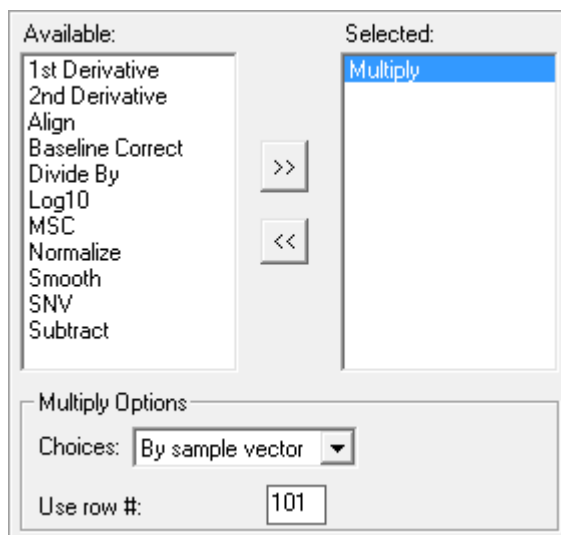 Available:
1st Derivative
2nd Derivative
Align
Baseline Correct
Divide By
Log10
MSC
Normalize
Smooth
SNV
Subtract
>>
<<
Selected:
Multiply
Multiply Options
Choices: By sample vector
Use row #: 101